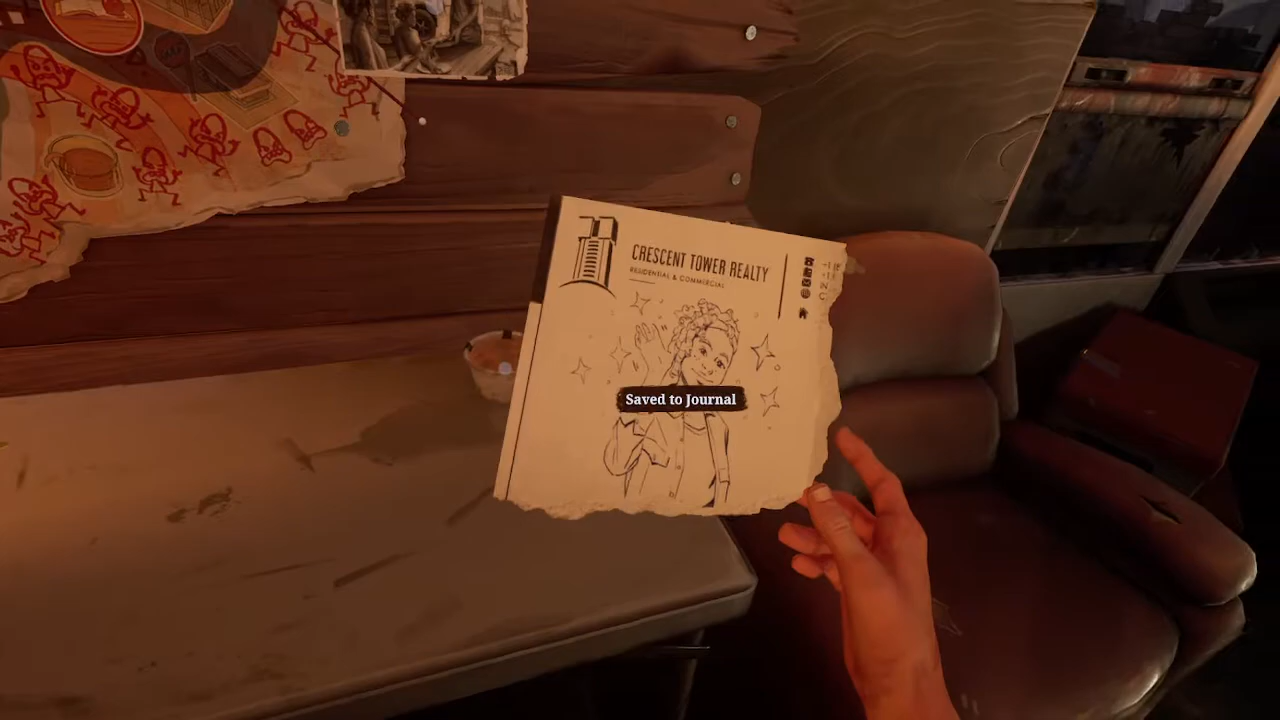 CRESCENT TOWER REALTY
RESIDENTIAL & COMMERCIAL
Saved to Journal